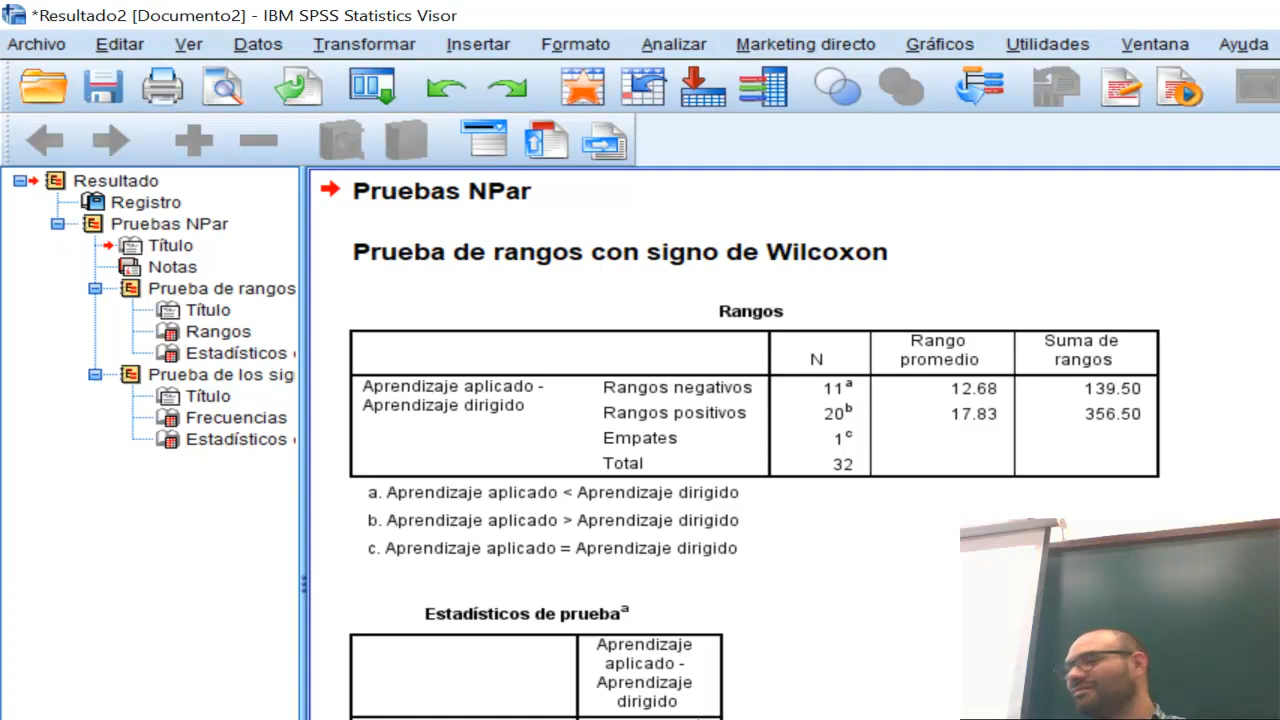 *Resultado2 [Documento2] - IBM SPSS Statistics Visor
Archivo Editar Ver Datos Transformar Insertar Formato Analizar Marketing directo Gráficos Utilidades Ventana Ayuda
Resultado
Registro
Pruebas NPar
Título
Notas
Prueba de rangos
Título
Rangos
Estadísticos
Prueba de los sig
Título
Frecuencias
Estadísticos
Pruebas NPar
Prueba de rangos con signo de Wilcoxon
Rangos
N Rango promedio Suma de rangos
Aprendizaje aplicado - Aprendizaje dirigido Rangos negativos 11a 12.68 139.50
Rangos positivos 20b 17.83 356.50
Empates 1c
Total 32
a. Aprendizaje aplicado < Aprendizaje dirigido
b. Aprendizaje aplicado > Aprendizaje dirigido
c. Aprendizaje aplicado = Aprendizaje dirigido
Estadísticos de pruebaa
Aprendizaje
aplicado -
Aprendizaje
dirigido